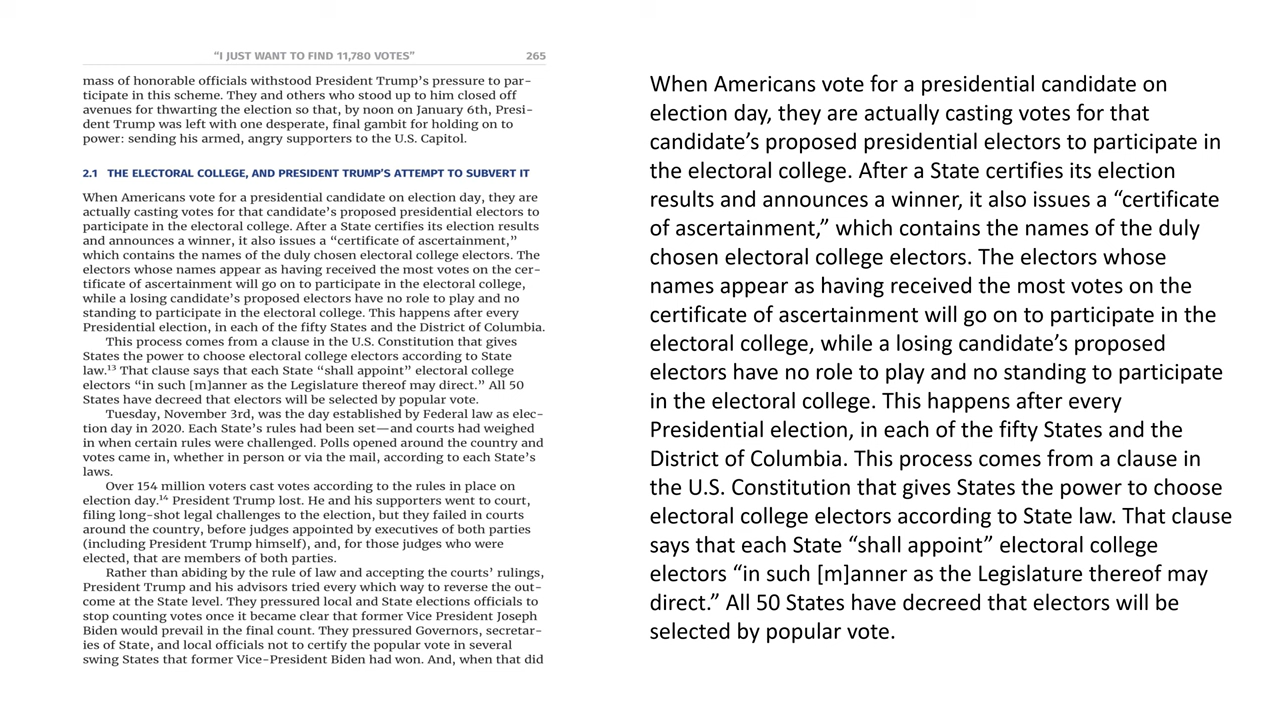 “I JUST WANT TO FIND 11,780 VOTES” 265
mass of honorable officials withstood President Trump’s pressure to par-
ticipate in this scheme. They and others who stood up to him closed off
avenues for thwarting the election so that, by noon on January 6th, Presi-
dent Trump was left with one desperate, final gambit for holding on to
power: sending his armed, angry supporters to the U.S. Capitol.
2.1 THE ELECTORAL COLLEGE, AND PRESIDENT TRUMP’S ATTEMPT TO SUBVERT IT
When Americans vote for a presidential candidate on election day, they are
actually casting votes for that candidate’s proposed presidential electors to
participate in the electoral college. After a State certifies its election results
and announces a winner, it also issues a “certificate of ascertainment,”
which contains the names of the duly chosen electoral college electors. The
electors whose names appear as having received the most votes on the cer-
tificate of ascertainment will go on to participate in the electoral college,
while a losing candidate’s proposed electors have no role to play and no
standing to participate in the electoral college. This happens after every
Presidential election, in each of the fifty States and the District of Columbia.
This process comes from a clause in the U.S. Constitution that gives
States the power to choose electoral college electors according to State
law.¹³ That clause says that each State “shall appoint” electoral college
electors “in such [m]anner as the Legislature thereof may direct.” All 50
States have decreed that electors will be selected by popular vote.
Tuesday, November 3rd, was the day established by Federal law as elec-
tion day in 2020. Each State’s rules had been set—and courts had weighed
in when certain rules were challenged. Polls opened around the country and
votes came in, whether in person or via the mail, according to each State’s
laws.
Over 154 million voters cast votes according to the rules in place on
election day.¹⁴ President Trump lost. He and his supporters went to court,
filing long-shot legal challenges to the election, but they failed in courts
around the country, before judges appointed by executives of both parties
(including President Trump himself), and, for those judges who were
elected, that are members of both parties.
Rather than abiding by the rule of law and accepting the courts’ rulings,
President Trump and his advisors tried every which way to reverse the out-
come at the State level. They pressured local and State elections officials to
stop counting votes once it became clear that former Vice President Joseph
Biden would prevail in the final count. They pressured Governors, secretar-
ies of State, and local officials not to certify the popular vote in several
swing States that former Vice-President Biden had won. And, when that did
When Americans vote for a presidential candidate on
election day, they are actually casting votes for that
candidate’s proposed presidential electors to participate in
the electoral college. After a State certifies its election
results and announces a winner, it also issues a “certificate
of ascertainment,” which contains the names of the duly
chosen electoral college electors. The electors whose
names appear as having received the most votes on the
certificate of ascertainment will go on to participate in the
electoral college, while a losing candidate’s proposed
electors have no role to play and no standing to participate
in the electoral college. This happens after every
Presidential election, in each of the fifty States and the
District of Columbia. This process comes from a clause in
the U.S. Constitution that gives States the power to choose
electoral college electors according to State law. That clause
says that each State “shall appoint” electoral college
electors “in such [m]anner as the Legislature thereof may
direct.” All 50 States have decreed that electors will be
selected by popular vote.